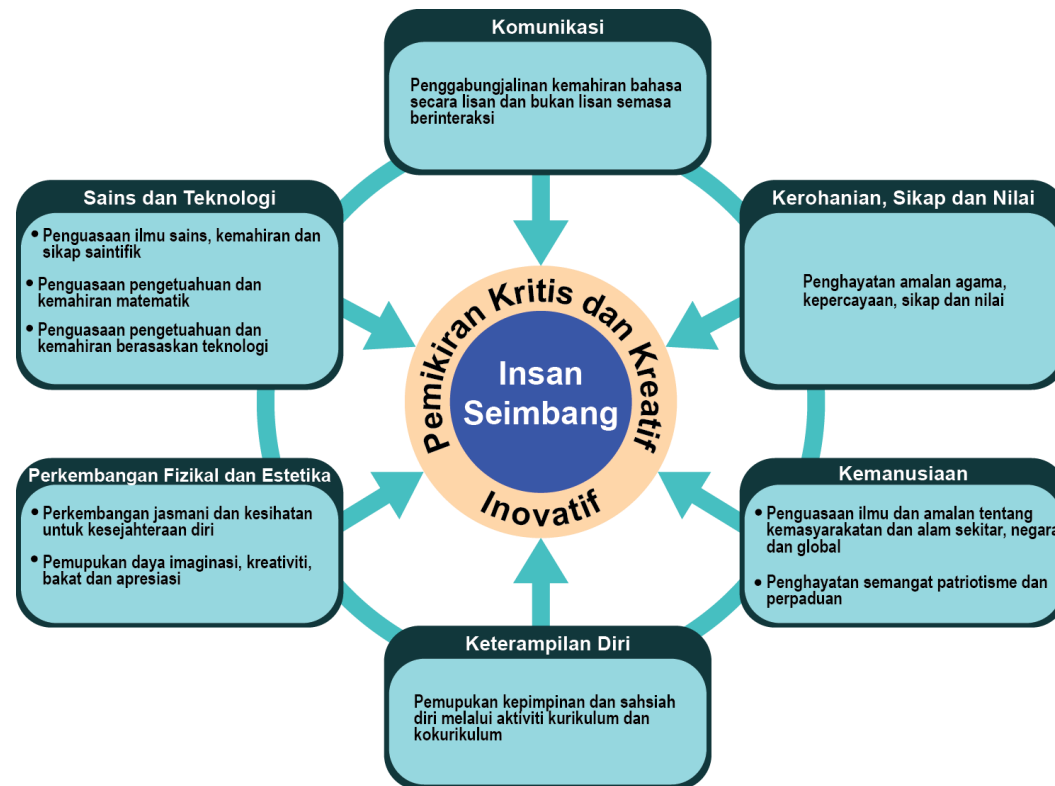 Komunikasi
Penggabungjalinan kemahiran bahasa
secara lisan dan bukan lisan semasa
berinteraksi
Sains dan Teknologi
• Penguasaan ilmu sains, kemahiran dan
sikap saintifik
• Penguasaan pengetuahuan dan
kemahiran matematik
• Penguasaan pengetuahuan dan
kemahiran berasaskan teknologi
Kerohanian, Sikap dan Nilai
Penghayatan amalan agama,
kepercayaan, sikap dan nilai
Pemikiran Kritis dan Kreatif
Insan
Seimbang
Inovatif
Perkembangan Fizikal dan Estetika
• Perkembangan jasmani dan kesihatan
untuk kesejahteraan diri
• Pemupukan daya imaginasi, kreativiti,
bakat dan apresiasi
Kemanusiaan
• Penguasaan ilmu dan amalan tentang
kemasyarakatan dan alam sekitar, negara
dan global
• Penghayatan semangat patriotisme dan
perpaduan
Keterampilan Diri
Pemupukan kepimpinan dan sahsiah
diri melalui aktiviti kurikulum dan
kokurikulum